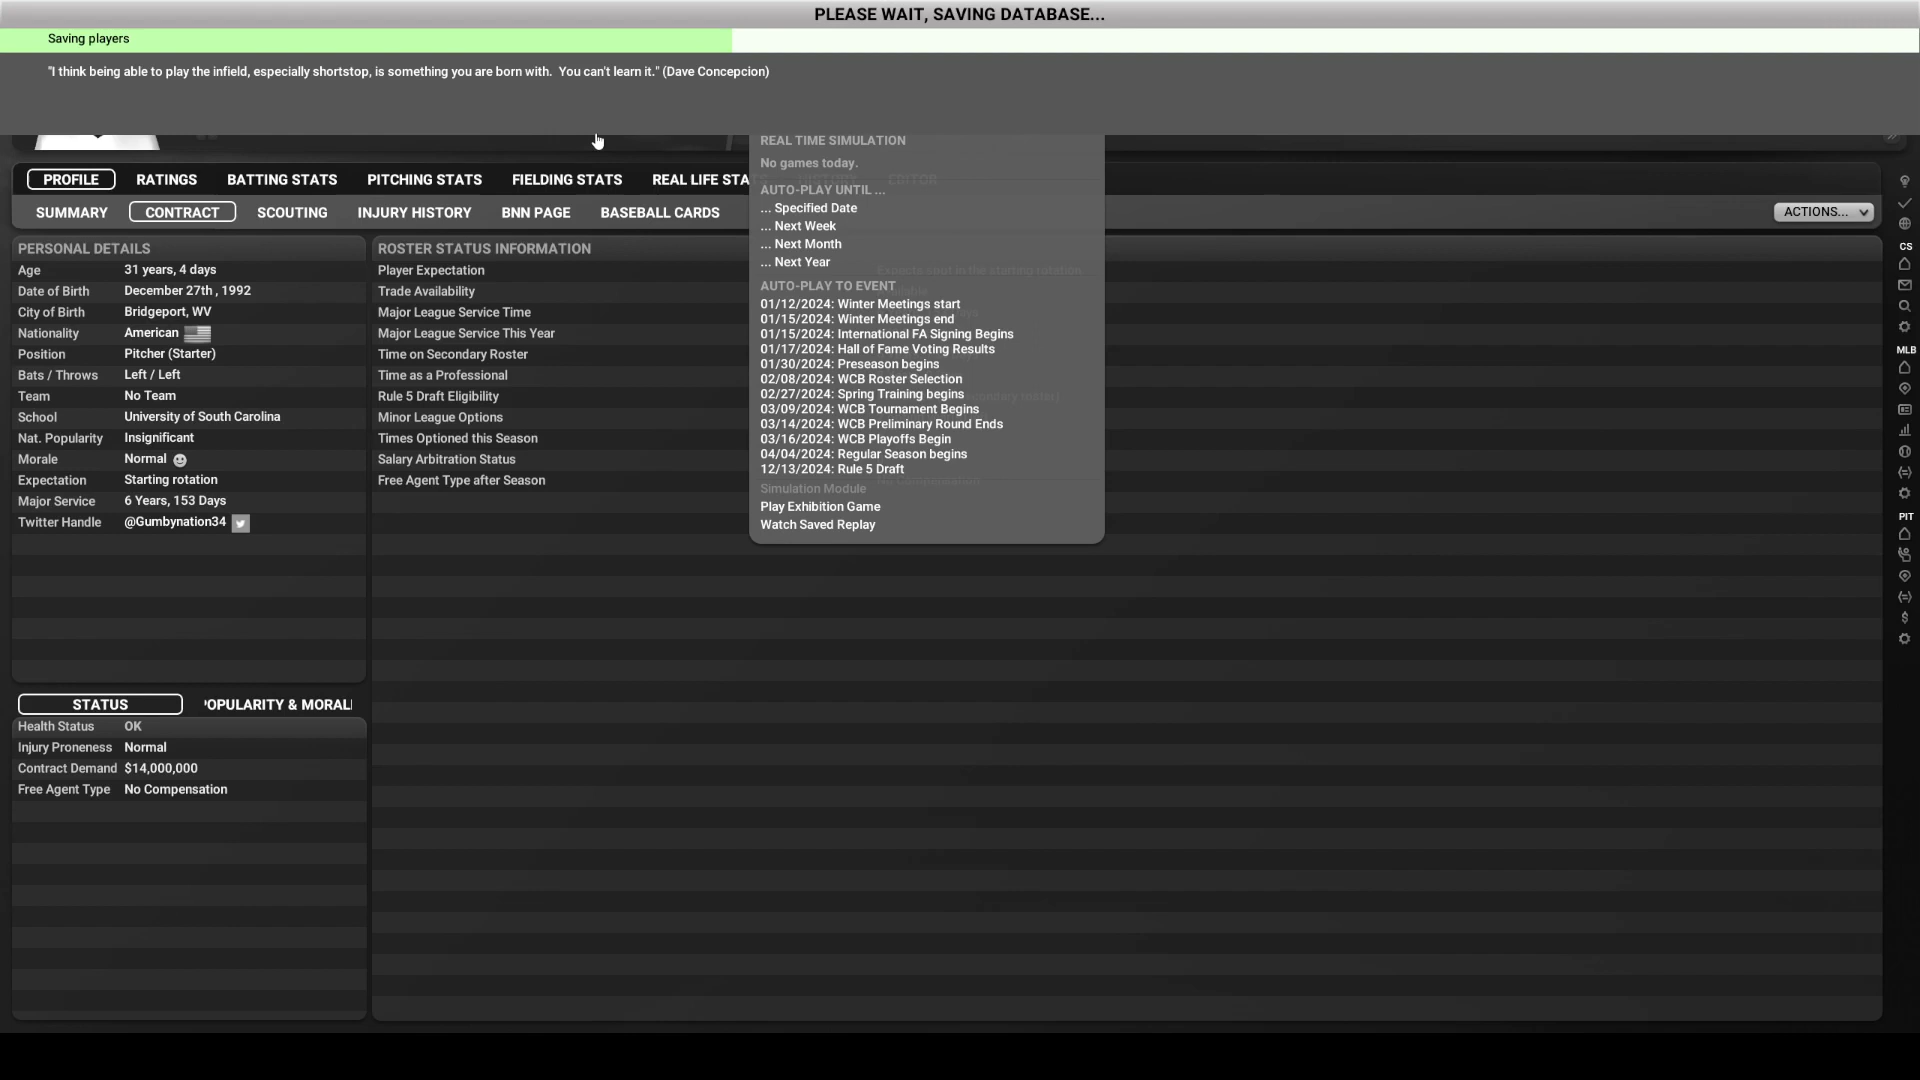 PLEASE WAIT, SAVING DATABASE...
Saving players
"I think being able to play the infield, especially shortstop, is something you are born with.  You can't learn it." (Dave Concepcion)
REAL TIME SIMULATION
No games today.
PROFILE RATINGS BATTING STATS PITCHING STATS FIELDING STATS REAL LIFE STATS HISTORY EDITOR
AUTO-PLAY UNTIL ...
... Specified Date
... Next Week
... Next Month
... Next Year
SUMMARY CONTRACT SCOUTING INJURY HISTORY BNN PAGE BASEBALL CARDS
ACTIONS...
PERSONAL DETAILS
Age 31 years, 4 days
Date of Birth December 27th , 1992
City of Birth Bridgeport, WV
Nationality American
Position Pitcher (Starter)
Bats / Throws Left / Left
Team No Team
School University of South Carolina
Nat. Popularity Insignificant
Morale Normal
Expectation Starting rotation
Major Service 6 Years, 153 Days
Twitter Handle @Gumbynation34
ROSTER STATUS INFORMATION
Player Expectation Expects spot in the starting rotation
Trade Availability
Major League Service Time
Major League Service This Year
Time on Secondary Roster
Time as a Professional
Rule 5 Draft Eligibility
Minor League Options
Times Optioned this Season
Salary Arbitration Status
Free Agent Type after Season No Compensation
AUTO-PLAY TO EVENT
01/12/2024: Winter Meetings start
01/15/2024: Winter Meetings end
01/15/2024: International FA Signing Begins
01/17/2024: Hall of Fame Voting Results
01/30/2024: Preseason begins
02/08/2024: WCB Roster Selection
02/27/2024: Spring Training begins
03/09/2024: WCB Tournament Begins
03/14/2024: WCB Preliminary Round Ends
03/16/2024: WCB Playoffs Begin
04/04/2024: Regular Season begins
12/13/2024: Rule 5 Draft
Simulation Module
Play Exhibition Game
Watch Saved Replay
STATUS 'OPULARITY & MORAL
Health Status OK
Injury Proneness Normal
Contract Demand $14,000,000
Free Agent Type No Compensation
CS
MLB
PIT